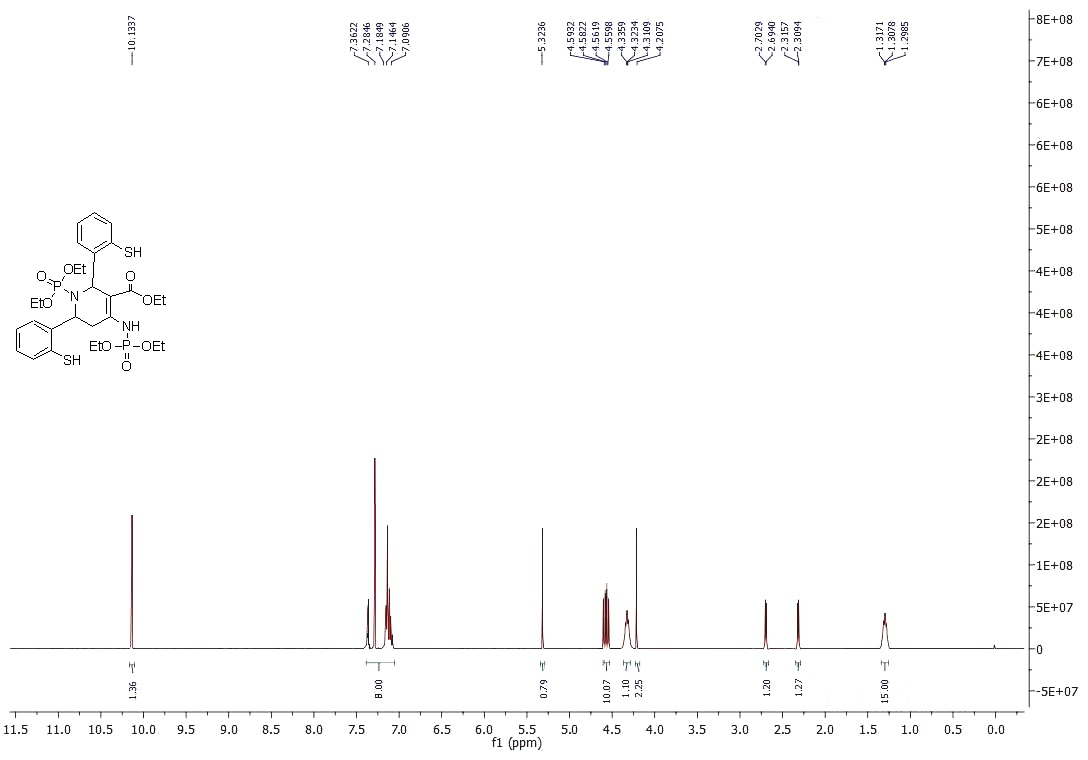 10.1337
7.3622
7.2846
7.1849
7.1464
7.0906
5.3236
4.5932
4.5822
4.5619
4.5598
4.3359
4.3234
4.3109
4.2075
2.7029
2.6940
2.3157
2.3094
1.3171
1.3078
1.2985
8E+08
7E+08
6E+08
6E+08
6E+08
5E+08
4E+08
4E+08
4E+08
3E+08
2E+08
2E+08
2E+08
1E+08
5E+07
0
-5E+07
SH
O
OEt
P
EtO
N
O
OEt
NH
EtO
P
OEt
O
SH
1.36
8.00
0.79
10.07
1.10
2.25
1.20
1.27
15.00
11.5 11.0 10.5 10.0 9.5 9.0 8.5 8.0 7.5 7.0 6.5 6.0 5.5 5.0 4.5 4.0 3.5 3.0 2.5 2.0 1.5 1.0 0.5 0.0
f1 (ppm)